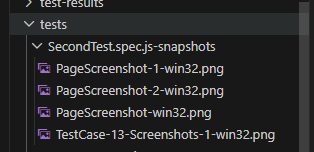 test-results
tests
SecondTest.spec.js-snapshots
PageScreenshot-1-win32.png
PageScreenshot-2-win32.png
PageScreenshot-win32.png
TestCase-13-Screenshots-1-win32.png